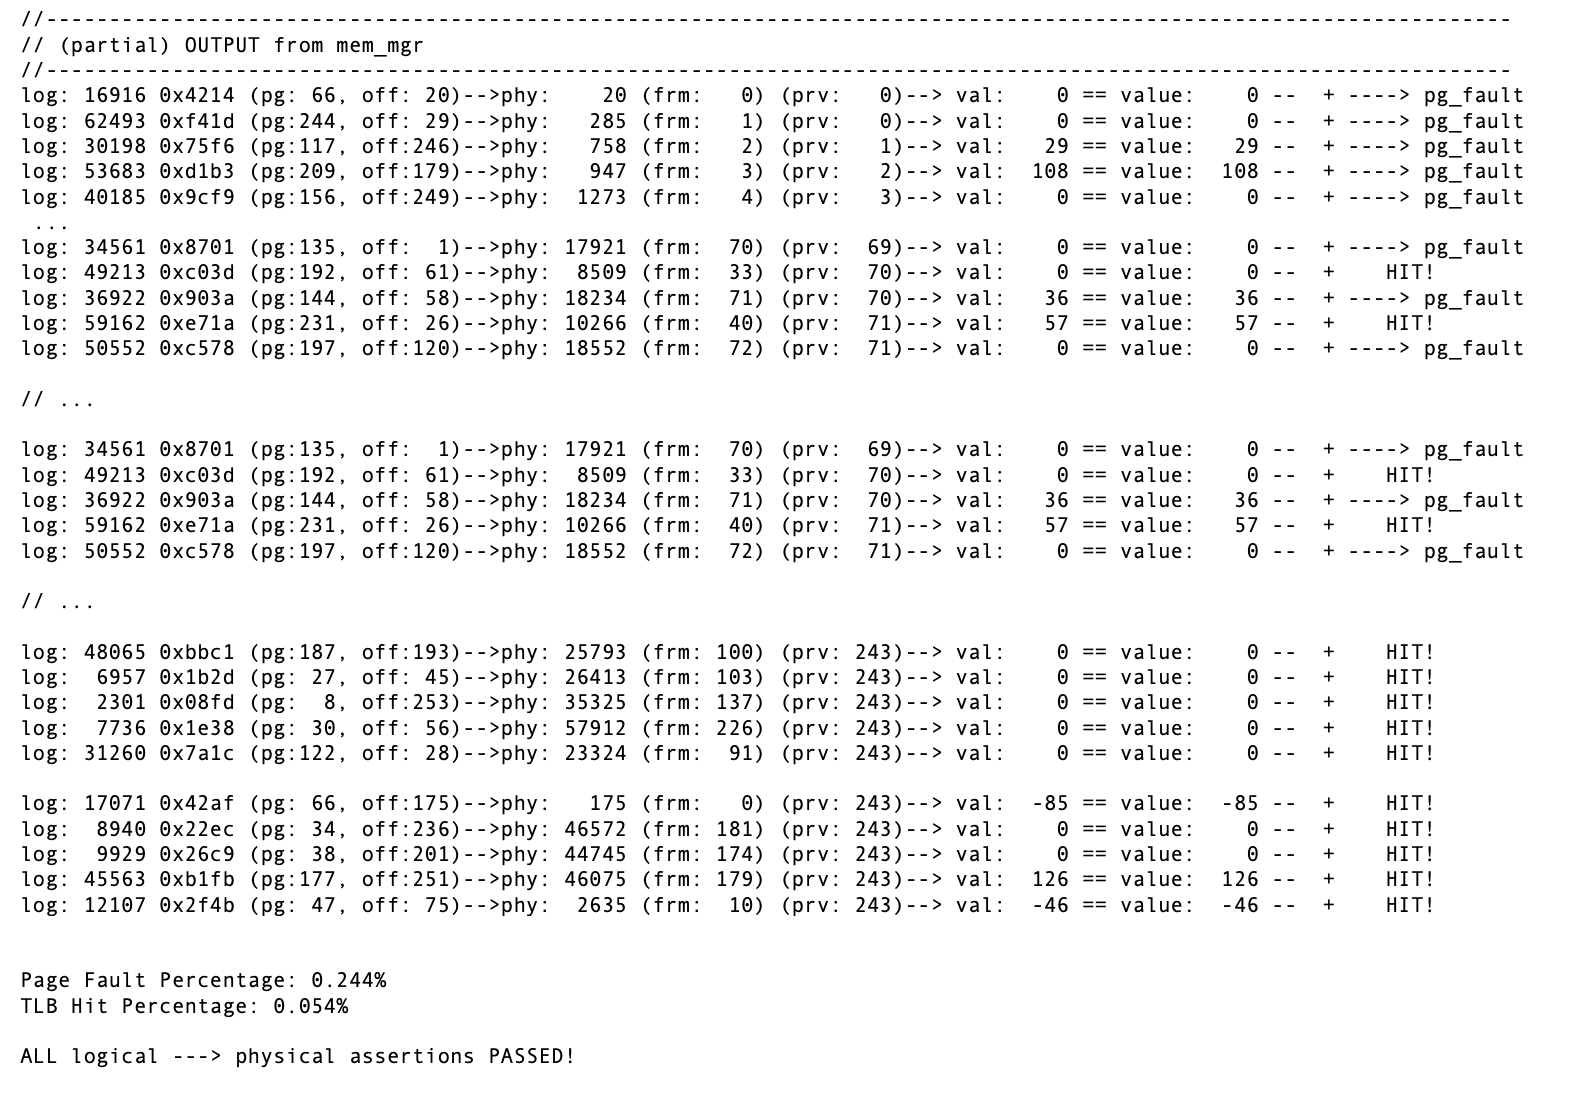 //--------------------------------------------------------------------------------------------------------------------
// (partial) OUTPUT from mem_mgr
//--------------------------------------------------------------------------------------------------------------------
log: 16916 0x4214 (pg: 66, off: 20)-->phy:    20 (frm:   0) (prv:   0)--> val:    0 == value:    0 --  + ----> pg_fault
log: 62493 0xf41d (pg:244, off: 29)-->phy:   285 (frm:   1) (prv:   0)--> val:    0 == value:    0 --  + ----> pg_fault
log: 30198 0x75f6 (pg:117, off:246)-->phy:   758 (frm:   2) (prv:   1)--> val:   29 == value:   29 --  + ----> pg_fault
log: 53683 0xd1b3 (pg:209, off:179)-->phy:   947 (frm:   3) (prv:   2)--> val:  108 == value:  108 --  + ----> pg_fault
log: 40185 0x9cf9 (pg:156, off:249)-->phy:  1273 (frm:   4) (prv:   3)--> val:    0 == value:    0 --  + ----> pg_fault
 ...
log: 34561 0x8701 (pg:135, off:  1)-->phy: 17921 (frm:  70) (prv:  69)--> val:    0 == value:    0 --  + ----> pg_fault
log: 49213 0xc03d (pg:192, off: 61)-->phy:  8509 (frm:  33) (prv:  70)--> val:    0 == value:    0 --  +    HIT!
log: 36922 0x903a (pg:144, off: 58)-->phy: 18234 (frm:  71) (prv:  70)--> val:   36 == value:   36 --  + ----> pg_fault
log: 59162 0xe71a (pg:231, off: 26)-->phy: 10266 (frm:  40) (prv:  71)--> val:   57 == value:   57 --  +    HIT!
log: 50552 0xc578 (pg:197, off:120)-->phy: 18552 (frm:  72) (prv:  71)--> val:    0 == value:    0 --  + ----> pg_fault

// ...

log: 34561 0x8701 (pg:135, off:  1)-->phy: 17921 (frm:  70) (prv:  69)--> val:    0 == value:    0 --  + ----> pg_fault
log: 49213 0xc03d (pg:192, off: 61)-->phy:  8509 (frm:  33) (prv:  70)--> val:    0 == value:    0 --  +    HIT!
log: 36922 0x903a (pg:144, off: 58)-->phy: 18234 (frm:  71) (prv:  70)--> val:   36 == value:   36 --  + ----> pg_fault
log: 59162 0xe71a (pg:231, off: 26)-->phy: 10266 (frm:  40) (prv:  71)--> val:   57 == value:   57 --  +    HIT!
log: 50552 0xc578 (pg:197, off:120)-->phy: 18552 (frm:  72) (prv:  71)--> val:    0 == value:    0 --  + ----> pg_fault

// ...

log: 48065 0xbbc1 (pg:187, off:193)-->phy: 25793 (frm: 100) (prv: 243)--> val:    0 == value:    0 --  +    HIT!
log:  6957 0x1b2d (pg: 27, off: 45)-->phy: 26413 (frm: 103) (prv: 243)--> val:    0 == value:    0 --  +    HIT!
log:  2301 0x08fd (pg:  8, off:253)-->phy: 35325 (frm: 137) (prv: 243)--> val:    0 == value:    0 --  +    HIT!
log:  7736 0x1e38 (pg: 30, off: 56)-->phy: 57912 (frm: 226) (prv: 243)--> val:    0 == value:    0 --  +    HIT!
log: 31260 0x7a1c (pg:122, off: 28)-->phy: 23324 (frm:  91) (prv: 243)--> val:    0 == value:    0 --  +    HIT!

log: 17071 0x42af (pg: 66, off:175)-->phy:   175 (frm:   0) (prv: 243)--> val:  -85 == value:  -85 --  +    HIT!
log:  8940 0x22ec (pg: 34, off:236)-->phy: 46572 (frm: 181) (prv: 243)--> val:    0 == value:    0 --  +    HIT!
log:  9929 0x26c9 (pg: 38, off:201)-->phy: 44745 (frm: 174) (prv: 243)--> val:    0 == value:    0 --  +    HIT!
log: 45563 0xb1fb (pg:177, off:251)-->phy: 46075 (frm: 179) (prv: 243)--> val:  126 == value:  126 --  +    HIT!
log: 12107 0x2f4b (pg: 47, off: 75)-->phy:  2635 (frm:  10) (prv: 243)--> val:  -46 == value:  -46 --  +    HIT!

Page Fault Percentage: 0.244%
TLB Hit Percentage: 0.054%

ALL logical ---> physical assertions PASSED!